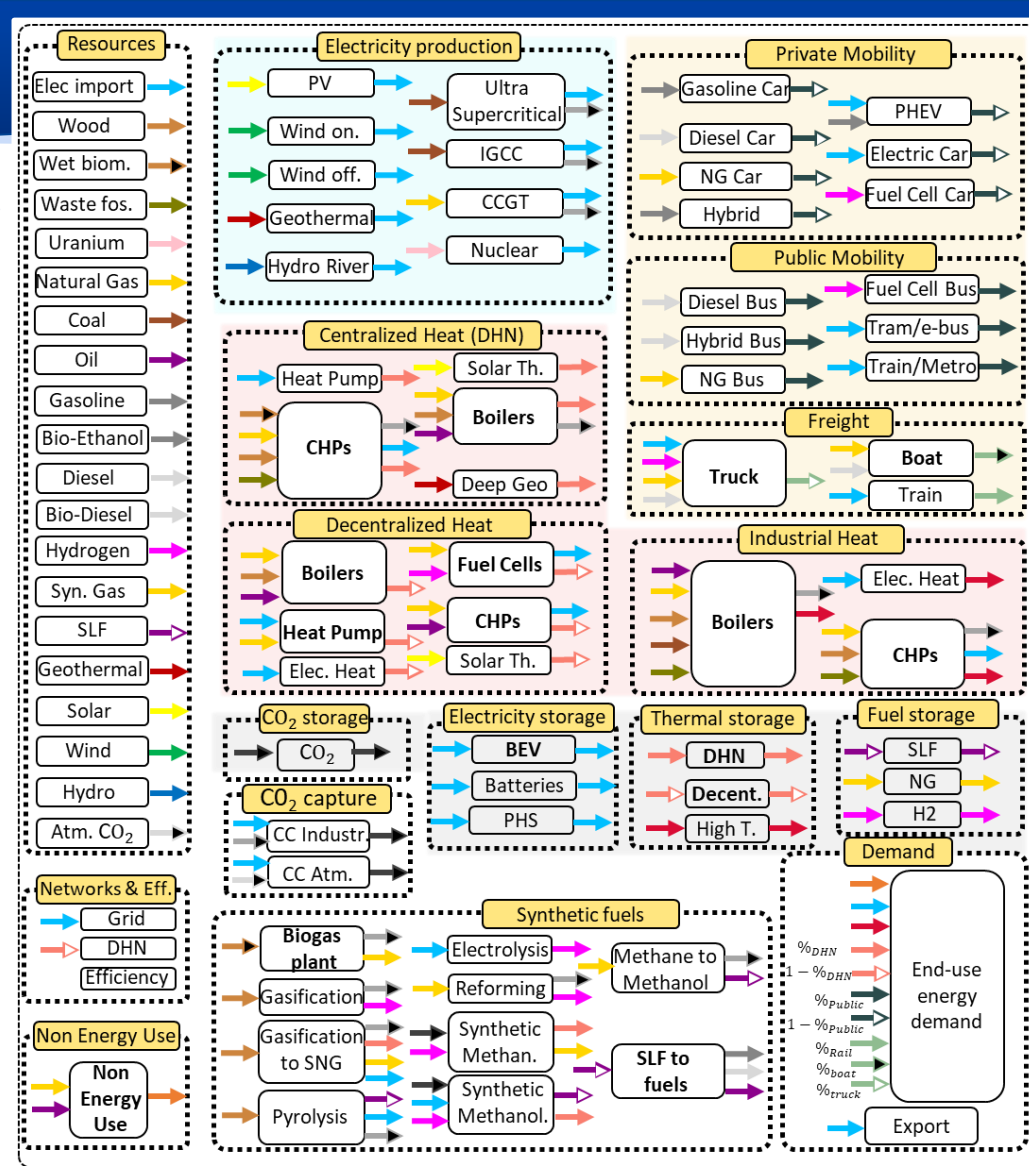 Resources
Elec import
Wood
Wet biom.
Waste fos.
Uranium
Natural Gas
Coal
Oil
Gasoline
Bio-Ethanol
Diesel
Bio-Diesel
Hydrogen
Syn. Gas
SLF
Geothermal
Solar
Wind
Hydro
Atm. CO₂
Networks & Eff.
Grid
DHN
Efficiency
Non Energy Use
Non
Energy
Use
Electricity production
PV
Wind on.
Wind off.
Geothermal
Hydro River
Ultra
Supercritical
IGCC
CCGT
Nuclear
Centralized Heat (DHN)
Heat Pump
CHPs
Solar Th.
Boilers
Deep Geo
Decentralized Heat
Boilers
Heat Pump
Elec. Heat
Fuel Cells
CHPs
Solar Th.
CO₂ storage
CO₂
CO₂ capture
CC Industr.
CC Atm.
Electricity storage
BEV
Batteries
PHS
Thermal storage
DHN
Decent.
High T.
Fuel storage
SLF
NG
H2
Synthetic fuels
Biogas
plant
Gasification
Gasification
to SNG
Pyrolysis
Electrolysis
Reforming
Synthetic
Methan.
Synthetic
Methanol.
Methane to
Methanol
SLF to
fuels
Private Mobility
Gasoline Car
Diesel Car
NG Car
Hybrid
PHEV
Electric Car
Fuel Cell Car
Public Mobility
Diesel Bus
Hybrid Bus
NG Bus
Fuel Cell Bus
Tram/e-bus
Train/Metro
Freight
Truck
Boat
Train
Industrial Heat
Boilers
Elec. Heat
CHPs
Demand
%DHN
1 − %DHN
%Public
1 − %Public
%Rail
%boat
%truck
End-use
energy
demand
Export